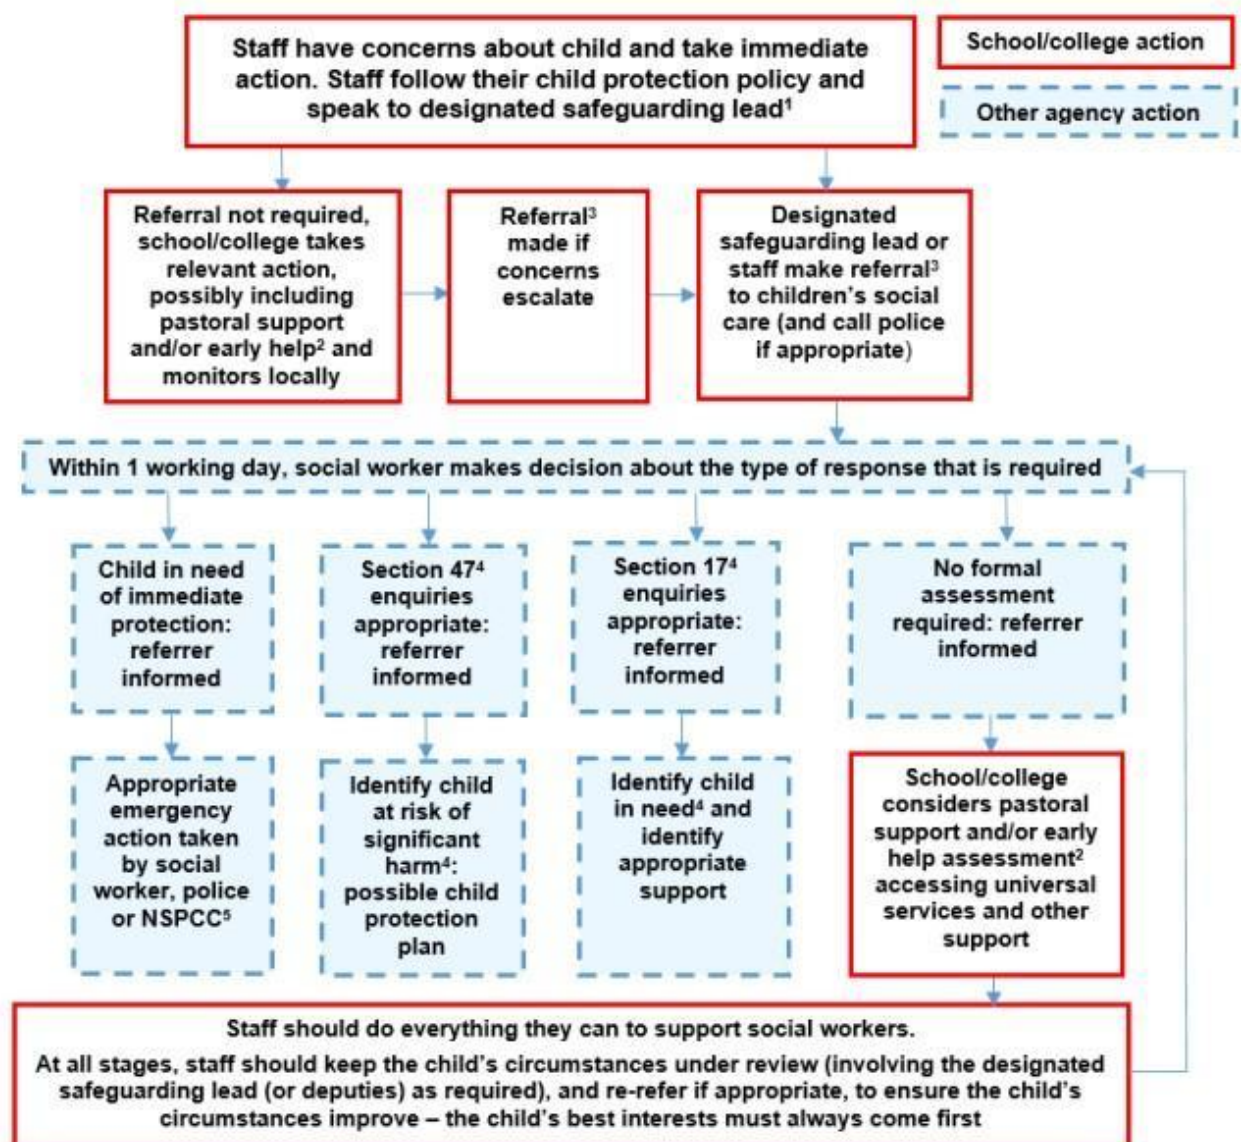 Staff have concerns about child and take immediate
action. Staff follow their child protection policy and
speak to designated safeguarding lead¹
School/college action
Other agency action
Referral not required,
school/college takes
relevant action,
possibly including
pastoral support
and/or early help² and
monitors locally
Referral³
made if
concerns
escalate
Designated
safeguarding lead or
staff make referral³
to children’s social
care (and call police
if appropriate)
Within 1 working day, social worker makes decision about the type of response that is required
Child in need
of immediate
protection:
referrer
informed
Section 47⁴
enquiries
appropriate:
referrer
informed
Section 17⁴
enquiries
appropriate:
referrer
informed
No formal
assessment
required: referrer
informed
Appropriate
emergency
action taken
by social
worker, police
or NSPCC⁵
Identify child
at risk of
significant
harm⁴:
possible child
protection
plan
Identify child
in need⁴ and
identify
appropriate
support
School/college
considers pastoral
support and/or early
help assessment²
accessing universal
services and other
support
Staff should do everything they can to support social workers.
At all stages, staff should keep the child’s circumstances under review (involving the designated
safeguarding lead (or deputies) as required), and re-refer if appropriate, to ensure the child’s
circumstances improve – the child’s best interests must always come first